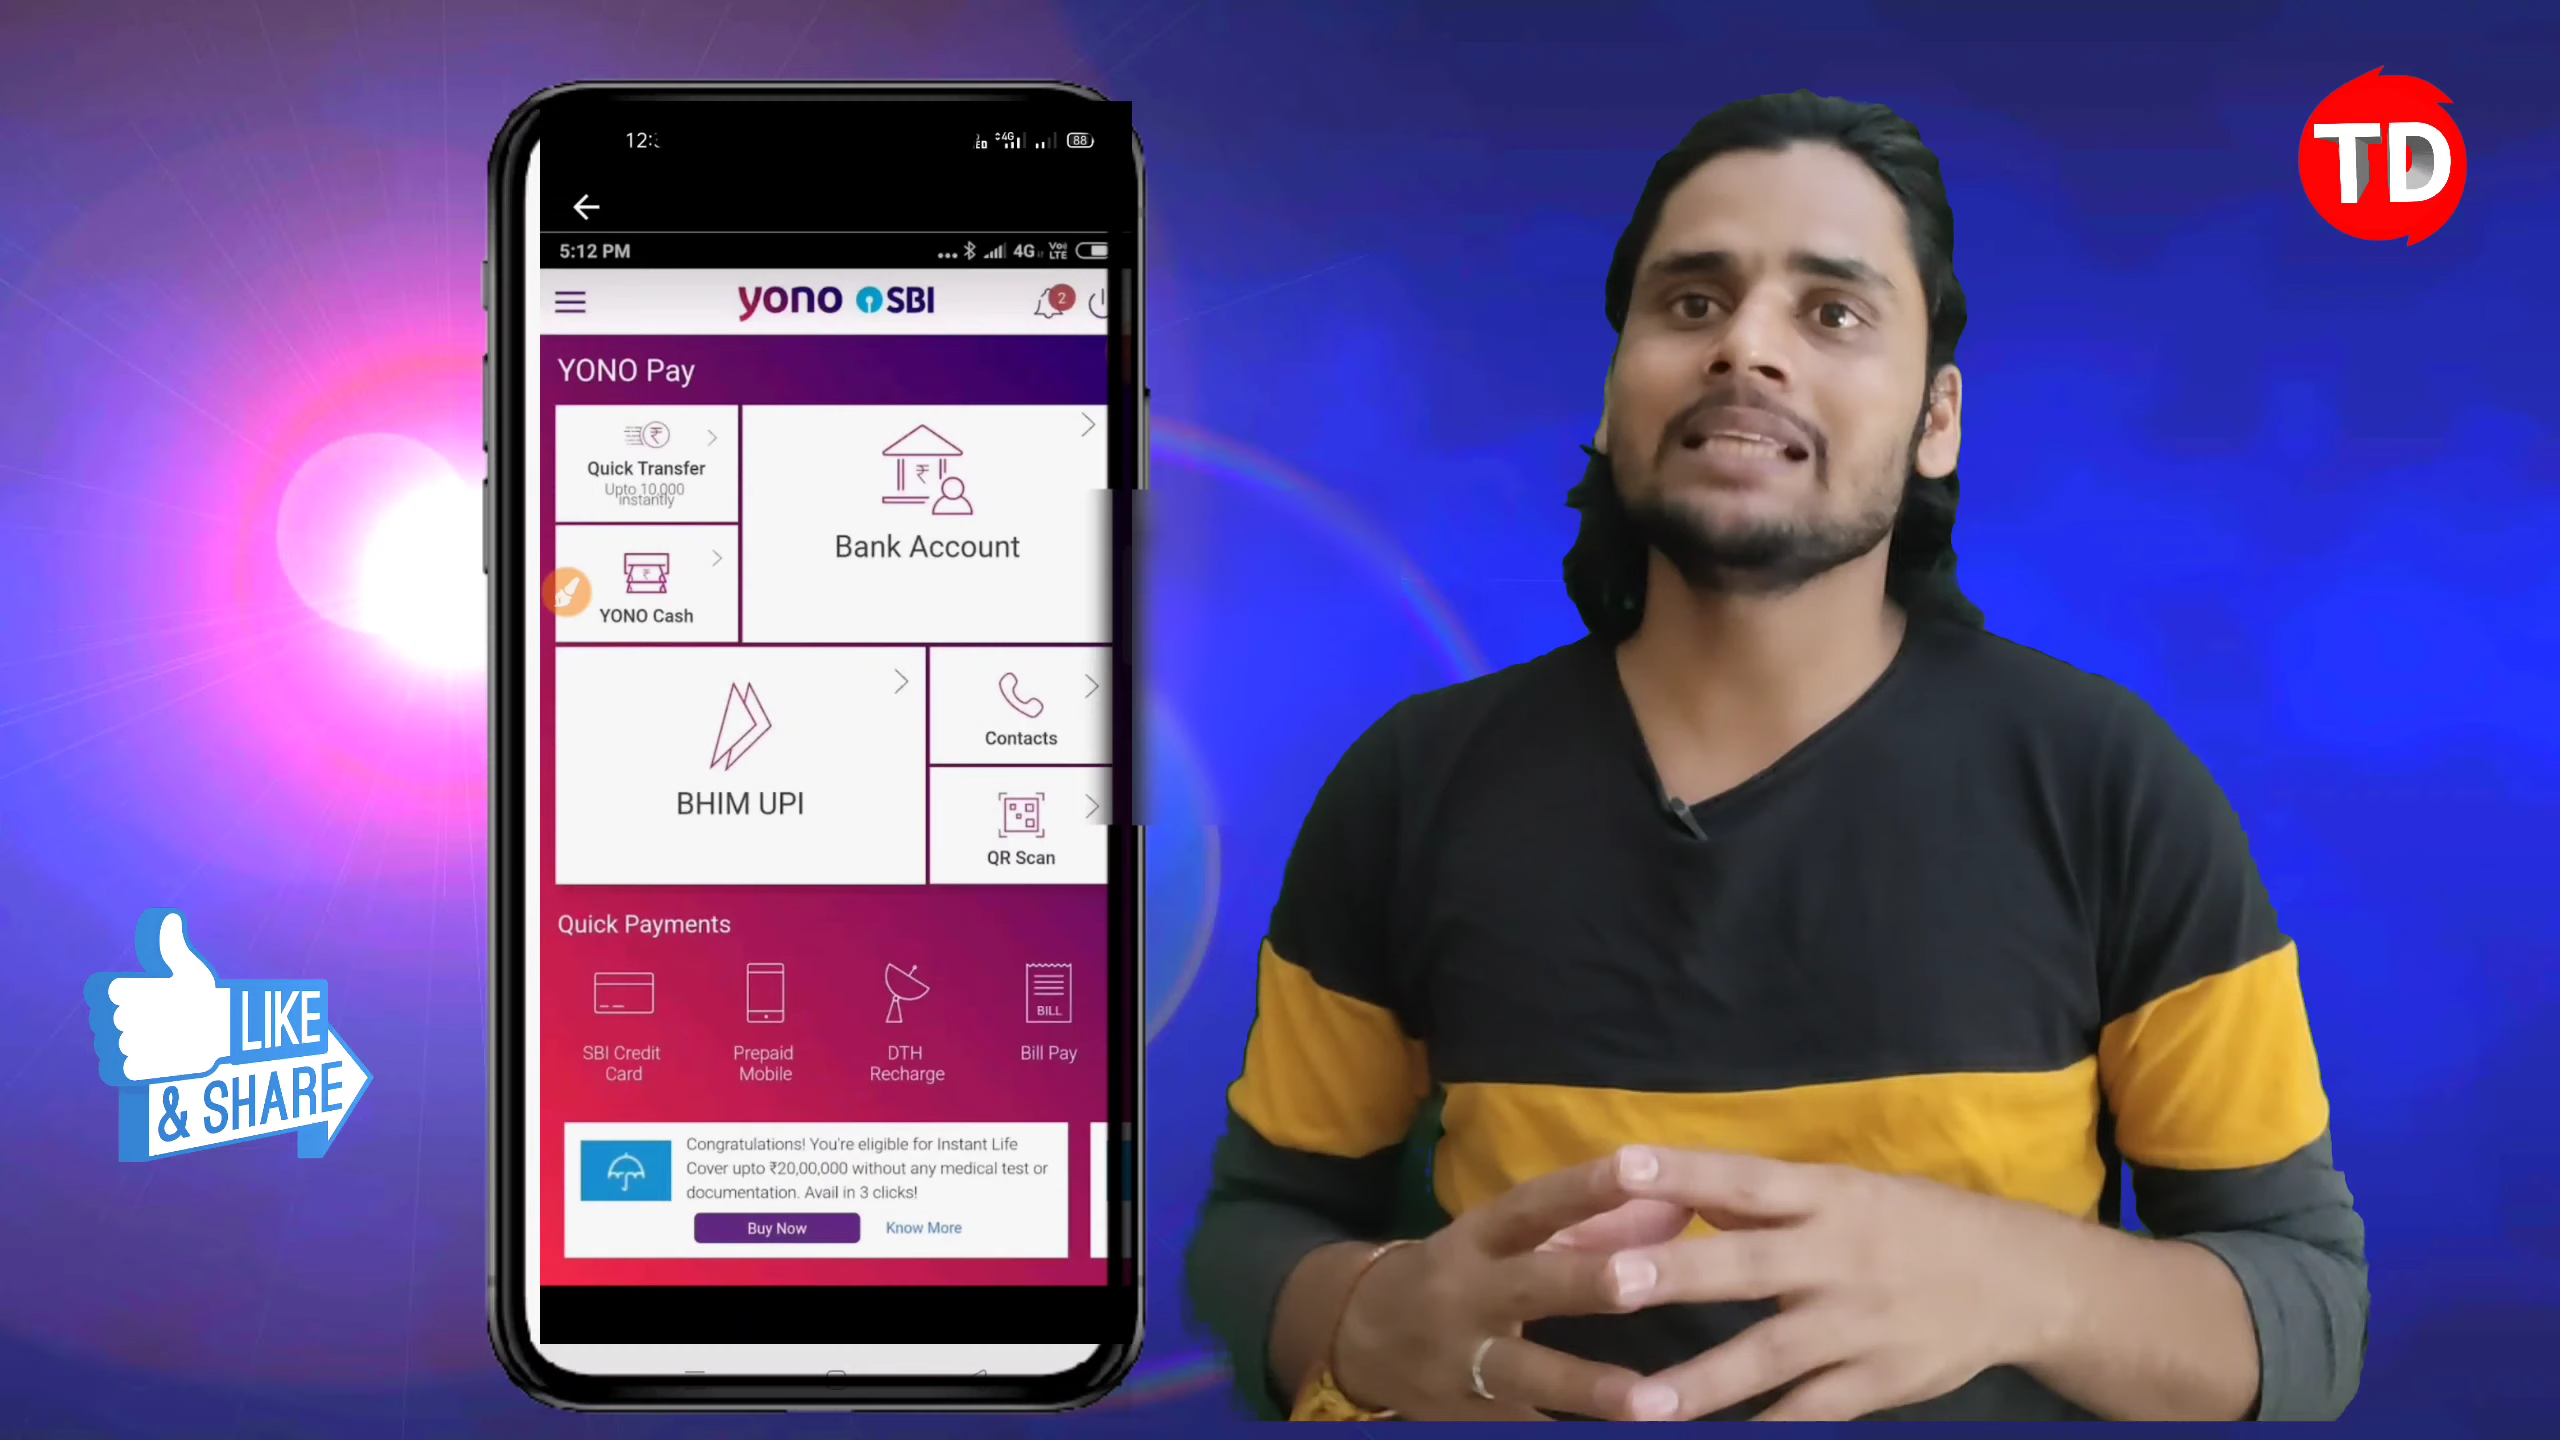 12:
4G
88
5:12 PM
4G VoLTE
yono SBI
2
YONO Pay
Quick Transfer
Upto 10,000
instantly
Bank Account
YONO Cash
BHIM UPI
Contacts
QR Scan
Quick Payments
BILL
SBI Credit
Card
Prepaid
Mobile
DTH
Recharge
Bill Pay
Congratulations! You're eligible for Instant Life
Cover upto ₹20,00,000 without any medical test or
documentation. Avail in 3 clicks!
Buy Now
Know More
LIKE
& SHARE
TD